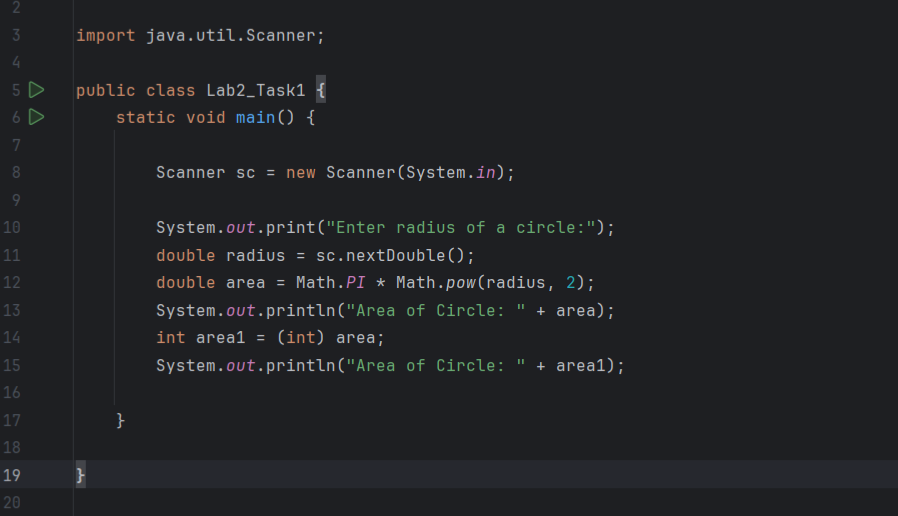 2
3 import java.util.Scanner;
4
5 public class Lab2_Task1 {
6 static void main() {
7
8 Scanner sc = new Scanner(System.in);
9
10 System.out.print("Enter radius of a circle:");
11 double radius = sc.nextDouble();
12 double area = Math.PI * Math.pow(radius, 2);
13 System.out.println("Area of Circle: " + area);
14 int area1 = (int) area;
15 System.out.println("Area of Circle: " + area1);
16
17 }
18
19 }
20